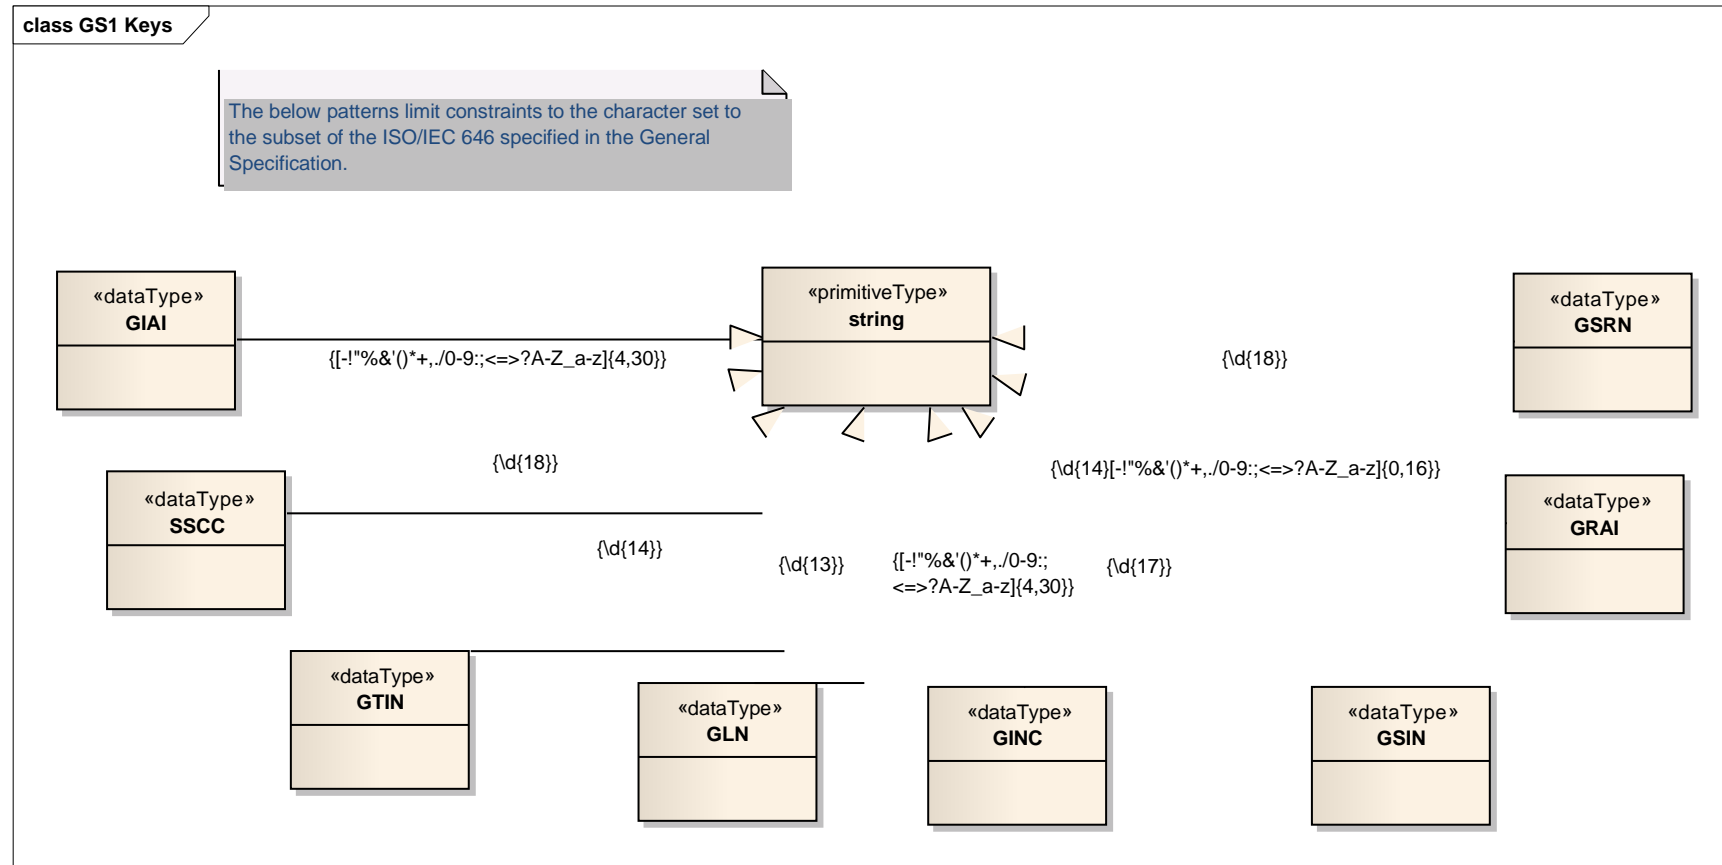 class GS1 Keys
The below patterns limit constraints to the character set to
the subset of the ISO/IEC 646 specified in the General
Specification.
«dataType»
GIAI
{[-!"%&'()*+,./0-9:;<=>?A-Z_a-z]{4,30}}
«primitiveType»
string
{\d{18}}
«dataType»
GSRN
{\d{18}}
{\d{14}[-!"%&'()*+,./0-9:;<=>?A-Z_a-z]{0,16}}
«dataType»
SSCC
«dataType»
GRAI
{\d{14}}
{\d{13}}
{[-!"%&'()*+,./0-9:;
<=>?A-Z_a-z]{4,30}}
{\d{17}}
«dataType»
GTIN
«dataType»
GLN
«dataType»
GINC
«dataType»
GSIN